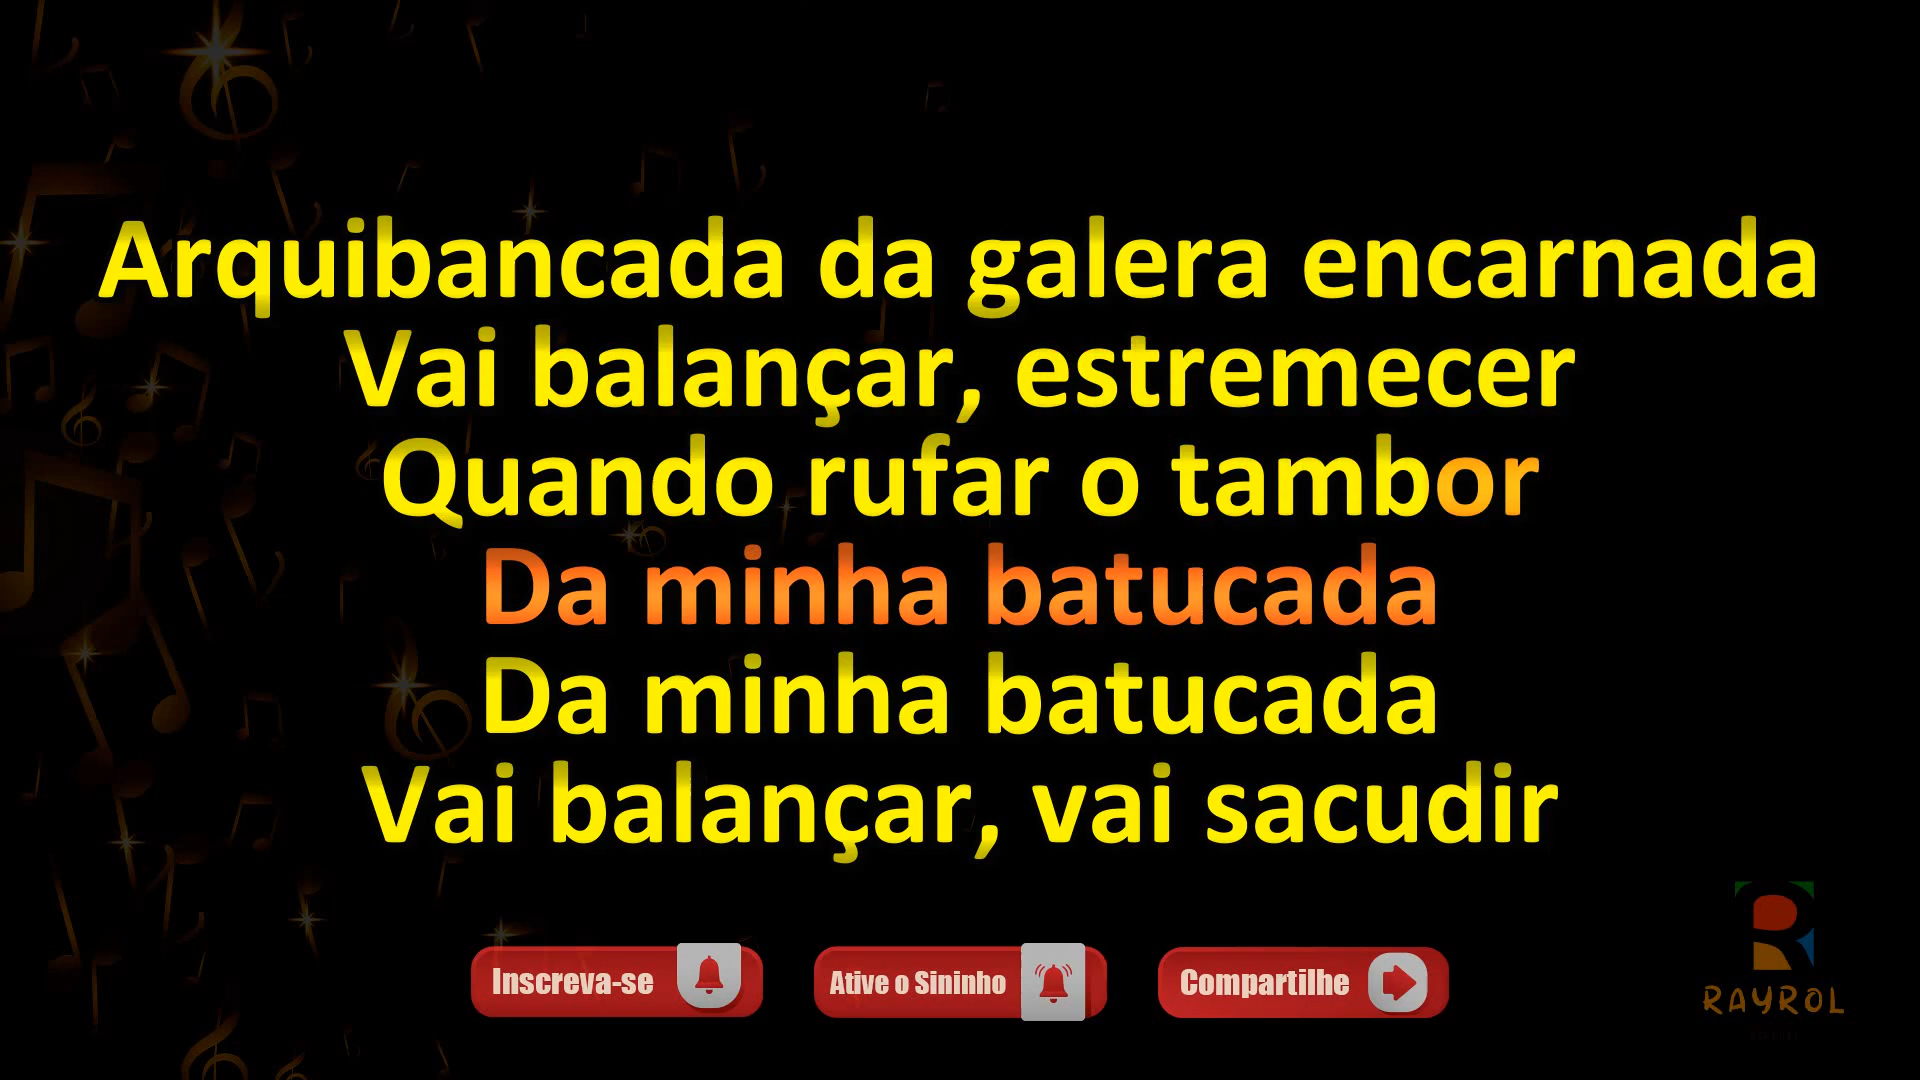 Arquibancada da galera encarnada
Vai balançar, estremecer
Quando rufar o tambor
Da minha batucada
Da minha batucada
Vai balançar, vai sacudir
Inscreva-se
Ative o Sininho
Compartilhe
RAYROL